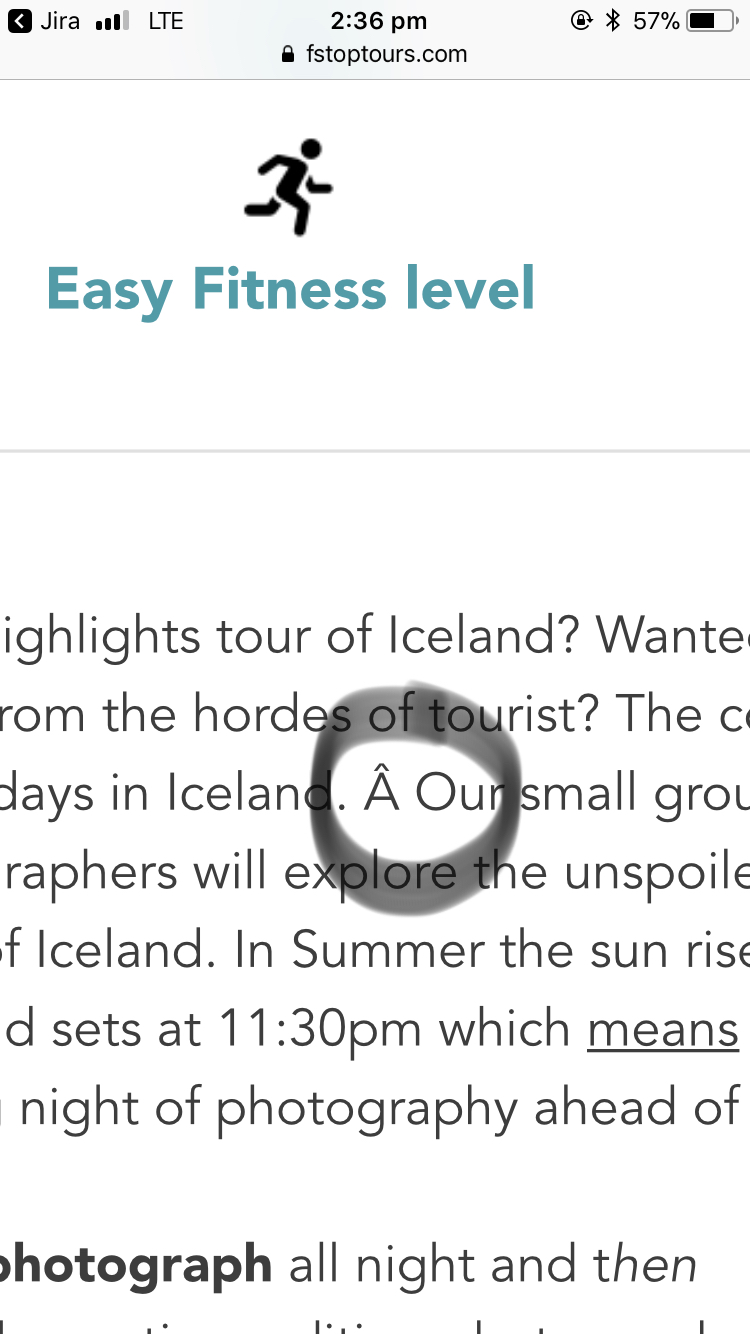 Jira LTE 2:36 pm 57%
fstoptours.com
Easy Fitness level
ighlights tour of Iceland? Wante
rom the hordes of tourist? The c
days in Iceland. Â Our small grou
raphers will explore the unspoile
f Iceland. In Summer the sun rise
d sets at 11:30pm which means
night of photography ahead of
photograph all night and then